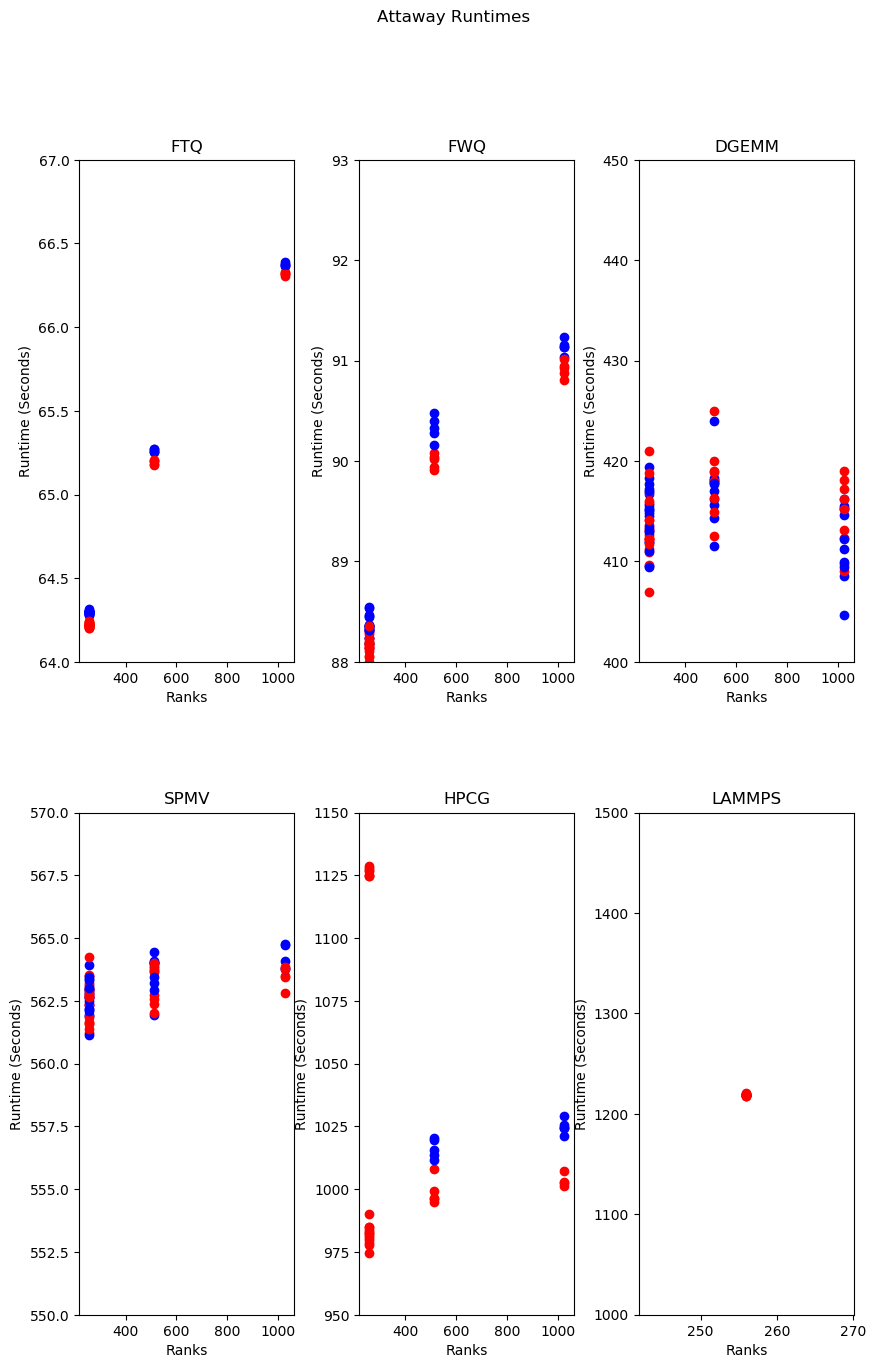 Attaway Runtimes
FTQ
67.0
66.5
66.0
65.5
65.0
64.5
64.0
Runtime (Seconds)
400 600 800 1000
Ranks
FWQ
93
92
91
90
89
88
Runtime (Seconds)
400 600 800 1000
Ranks
DGEMM
450
440
430
420
410
400
Runtime (Seconds)
400 600 800 1000
Ranks
SPMV
570.0
567.5
565.0
562.5
560.0
557.5
555.0
552.5
550.0
Runtime (Seconds)
400 600 800 1000
Ranks
HPCG
1150
1125
1100
1075
1050
1025
1000
975
950
Runtime (Seconds)
400 600 800 1000
Ranks
LAMMPS
1500
1400
1300
1200
1100
1000
Runtime (Seconds)
250 260 270
Ranks